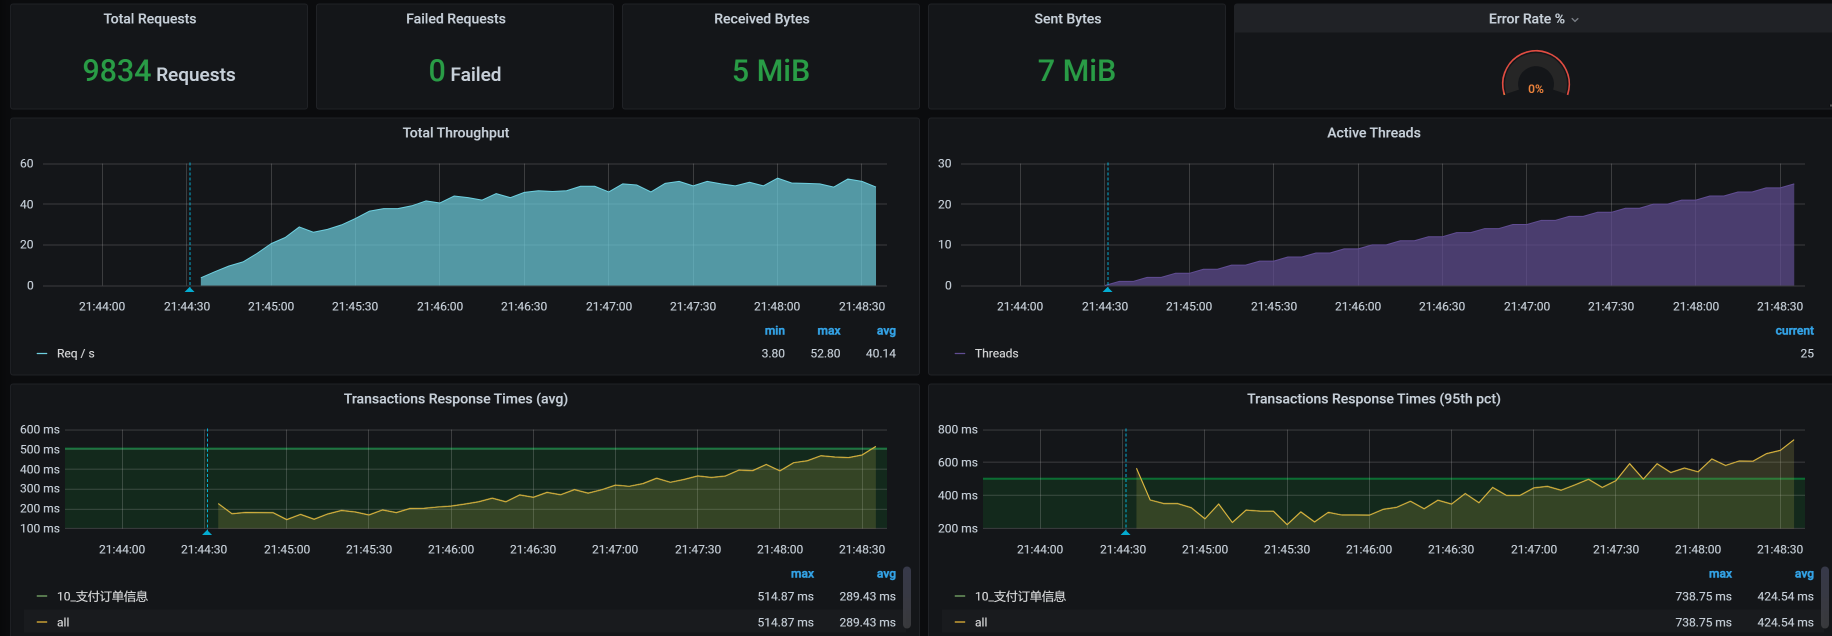 Total Requests
Failed Requests
Received Bytes
Sent Bytes
Error Rate %
9834 Requests
0 Failed
5 MiB
7 MiB
0%
Total Throughput
60
40
20
0
21:44:00 21:44:30 21:45:00 21:45:30 21:46:00 21:46:30 21:47:00 21:47:30 21:48:00 21:48:30
min max avg
Req / s 3.80 52.80 40.14
Active Threads
30
20
10
0
21:44:00 21:44:30 21:45:00 21:45:30 21:46:00 21:46:30 21:47:00 21:47:30 21:48:00 21:48:30
current
Threads 25
Transactions Response Times (avg)
600 ms
500 ms
400 ms
300 ms
200 ms
100 ms
21:44:00 21:44:30 21:45:00 21:45:30 21:46:00 21:46:30 21:47:00 21:47:30 21:48:00 21:48:30
max avg
10_支付订单信息 514.87 ms 289.43 ms
all 514.87 ms 289.43 ms
Transactions Response Times (95th pct)
800 ms
600 ms
400 ms
200 ms
21:44:00 21:44:30 21:45:00 21:45:30 21:46:00 21:46:30 21:47:00 21:47:30 21:48:00 21:48:30
max avg
10_支付订单信息 738.75 ms 424.54 ms
all 738.75 ms 424.54 ms